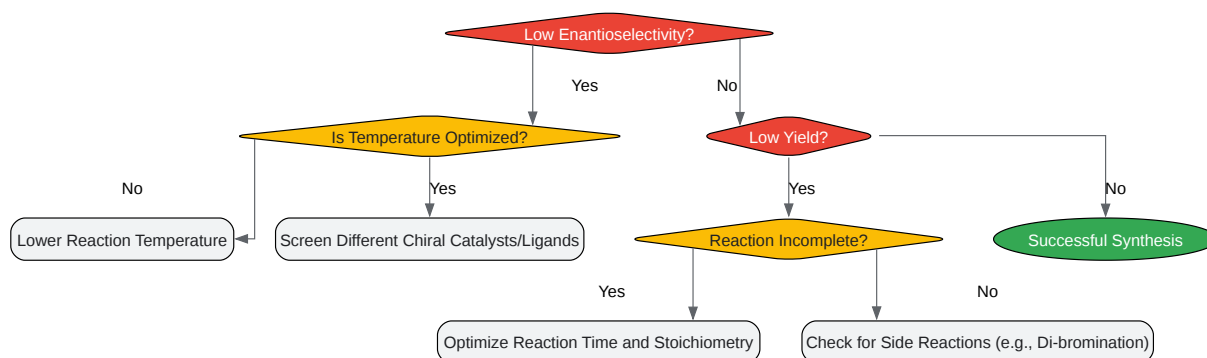 Low Enantioselectivity?
Yes
No
Is Temperature Optimized?
Low Yield?
No
Yes
Yes
No
Lower Reaction Temperature
Screen Different Chiral Catalysts/Ligands
Reaction Incomplete?
Successful Synthesis
Yes
No
Optimize Reaction Time and Stoichiometry
Check for Side Reactions (e.g., Di-bromination)